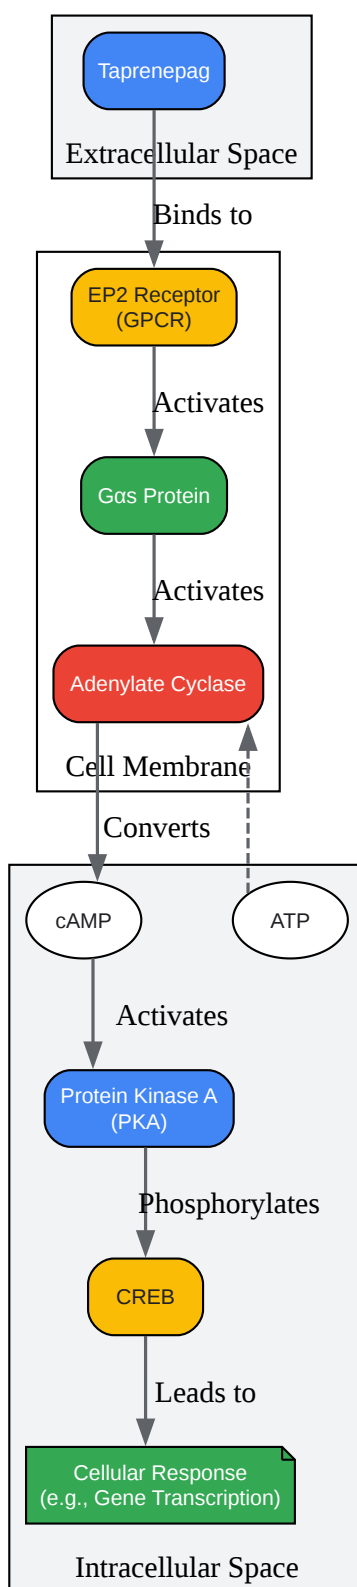 Taprenepag
Extracellular Space
Binds to
EP2 Receptor
(GPCR)
Activates
Gαs Protein
Activates
Adenylate Cyclase
Cell Membrane
Converts
cAMP
ATP
Activates
Protein Kinase A
(PKA)
Phosphorylates
CREB
Leads to
Cellular Response
(e.g., Gene Transcription)
Intracellular Space